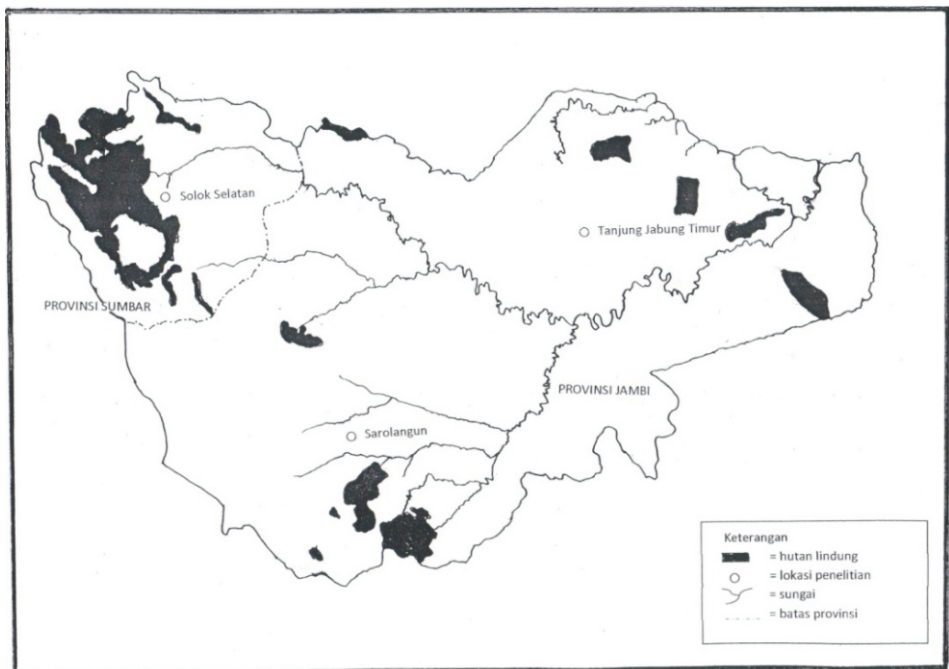 Solok Selatan
Tanjung Jabung Timur
PROVINSI SUMBAR
PROVINSI JAMBI
Sarolangun
Keterangan
= hutan lindung
= lokasi penelitian
= sungai
= batas provinsi